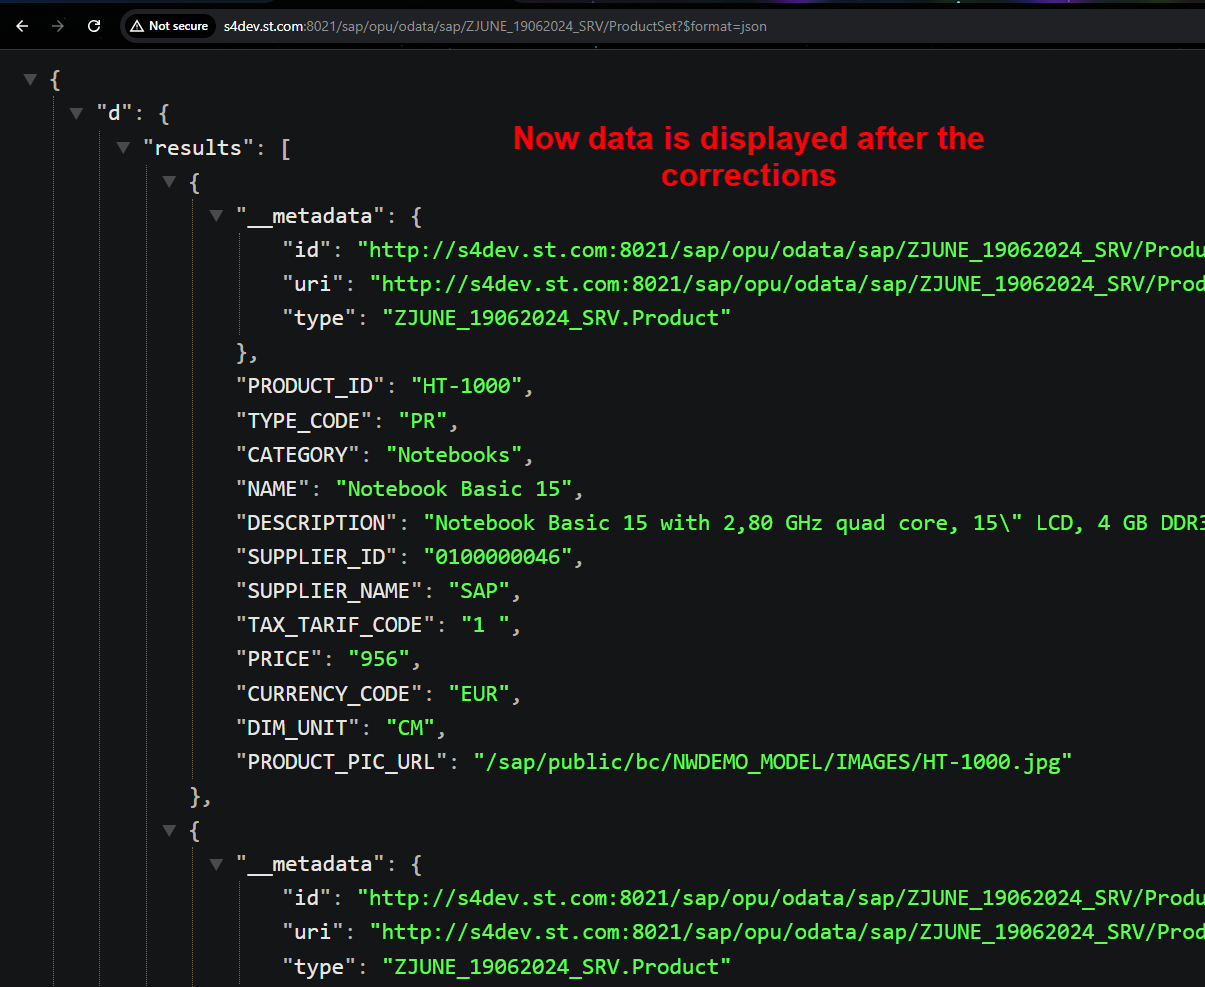 Not secure s4dev.st.com:8021/sap/opu/odata/sap/ZJUNE_19062024_SRV/ProductSet?$format=json
{
"d": {
"results": [
Now data is displayed after the
corrections
{
"__metadata": {
"id": "http://s4dev.st.com:8021/sap/opu/odata/sap/ZJUNE_19062024_SRV/Produ
"uri": "http://s4dev.st.com:8021/sap/opu/odata/sap/ZJUNE_19062024_SRV/Prod
"type": "ZJUNE_19062024_SRV.Product"
},
"PRODUCT_ID": "HT-1000",
"TYPE_CODE": "PR",
"CATEGORY": "Notebooks",
"NAME": "Notebook Basic 15",
"DESCRIPTION": "Notebook Basic 15 with 2,80 GHz quad core, 15\" LCD, 4 GB DDR3
"SUPPLIER_ID": "0100000046",
"SUPPLIER_NAME": "SAP",
"TAX_TARIF_CODE": "1 ",
"PRICE": "956",
"CURRENCY_CODE": "EUR",
"DIM_UNIT": "CM",
"PRODUCT_PIC_URL": "/sap/public/bc/NWDEMO_MODEL/IMAGES/HT-1000.jpg"
},
{
"__metadata": {
"id": "http://s4dev.st.com:8021/sap/opu/odata/sap/ZJUNE_19062024_SRV/Produ
"uri": "http://s4dev.st.com:8021/sap/opu/odata/sap/ZJUNE_19062024_SRV/Prod
"type": "ZJUNE_19062024_SRV.Product"